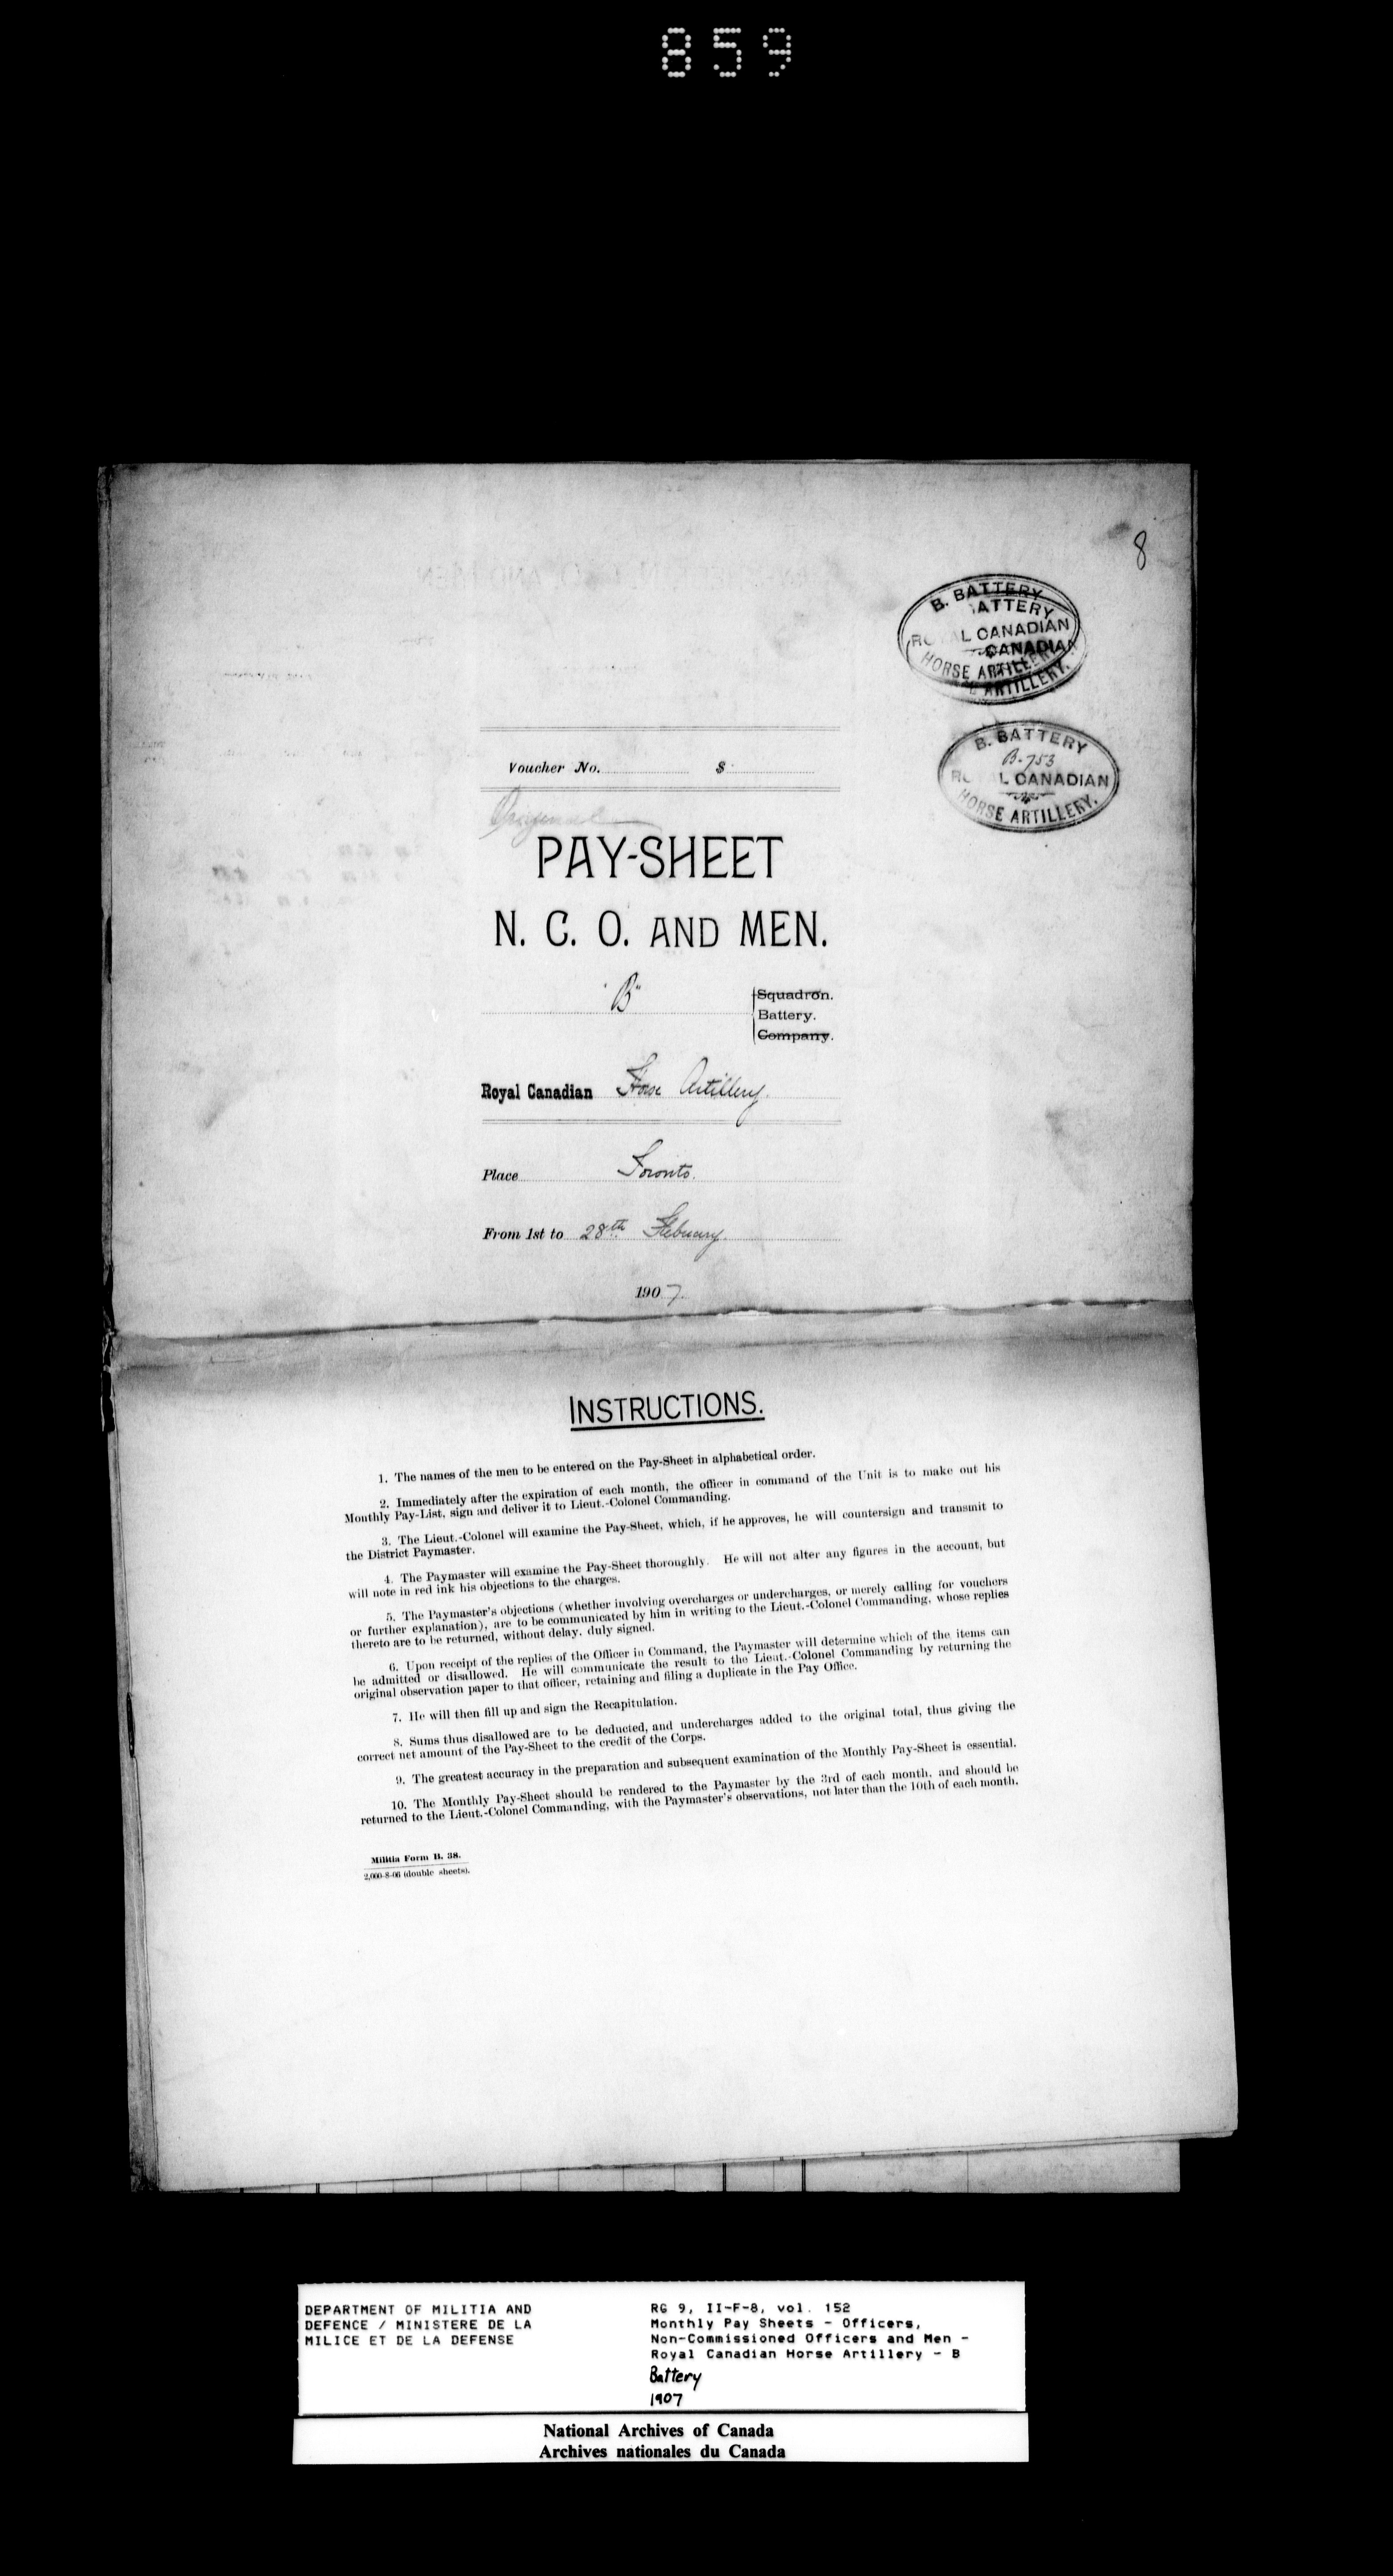 859
8
B. BATTERY
ATTERY
L CANADIAN
CANADIAN
HORSE ARTILLERY.
E ARTILLERY.
B. BATTERY
B-753
L CANADIAN
HORSE ARTILLERY.
Voucher No. $
Original
PAY-SHEET
N. C. O. AND MEN.
"B"
Squadron.
Battery.
Company.
Royal Canadian Horse Artillery.
Place Toronto.
From 1st to 28th February.
1907.
INSTRUCTIONS.
1. The names of the men to be entered on the Pay-Sheet in alphabetical order.
2. Immediately after the expiration of each month, the officer in command of the Unit is to make out his
Monthly Pay-List, sign and deliver it to Lieut.-Colonel Commanding.
3. The Lieut.-Colonel will examine the Pay-Sheet, which, if he approves, he will countersign and transmit to
the District Paymaster.
4. The Paymaster will examine the Pay-Sheet thoroughly. He will not alter any figures in the account, but
will note in red ink his objections to the charges.
5. The Paymaster's objections (whether involving overcharges or undercharges, or merely calling for vouchers
or further explanation), are to be communicated by him in writing to the Lieut.-Colonel Commanding, whose replies
thereto are to be returned, without delay, duly signed.
6. Upon receipt of the replies of the Officer in Command, the Paymaster will determine which of the items can
be admitted or disallowed. He will communicate the result to the Lieut.-Colonel Commanding by returning the
original observation paper to that officer, retaining and filing a duplicate in the Pay Office.
7. He will then fill up and sign the Recapitulation.
8. Sums thus disallowed are to be deducted, and undercharges added to the original total, thus giving the
correct net amount of the Pay-Sheet to the credit of the Corps.
9. The greatest accuracy in the preparation and subsequent examination of the Monthly Pay-Sheet is essential.
10. The Monthly Pay-Sheet should be rendered to the Paymaster by the 3rd of each month, and should be
returned to the Lieut.-Colonel Commanding, with the Paymaster's observations, not later than the 10th of each month.
Militia Form B. 38.
2,000-8-06 (double sheets).
DEPARTMENT OF MILITIA AND
DEFENCE / MINISTERE DE LA
MILICE ET DE LA DEFENSE
RG 9, II-F-8, vol. 152
Monthly Pay Sheets - Officers,
Non-Commissioned Officers and Men -
Royal Canadian Horse Artillery - B
Battery
1907
National Archives of Canada
Archives nationales du Canada